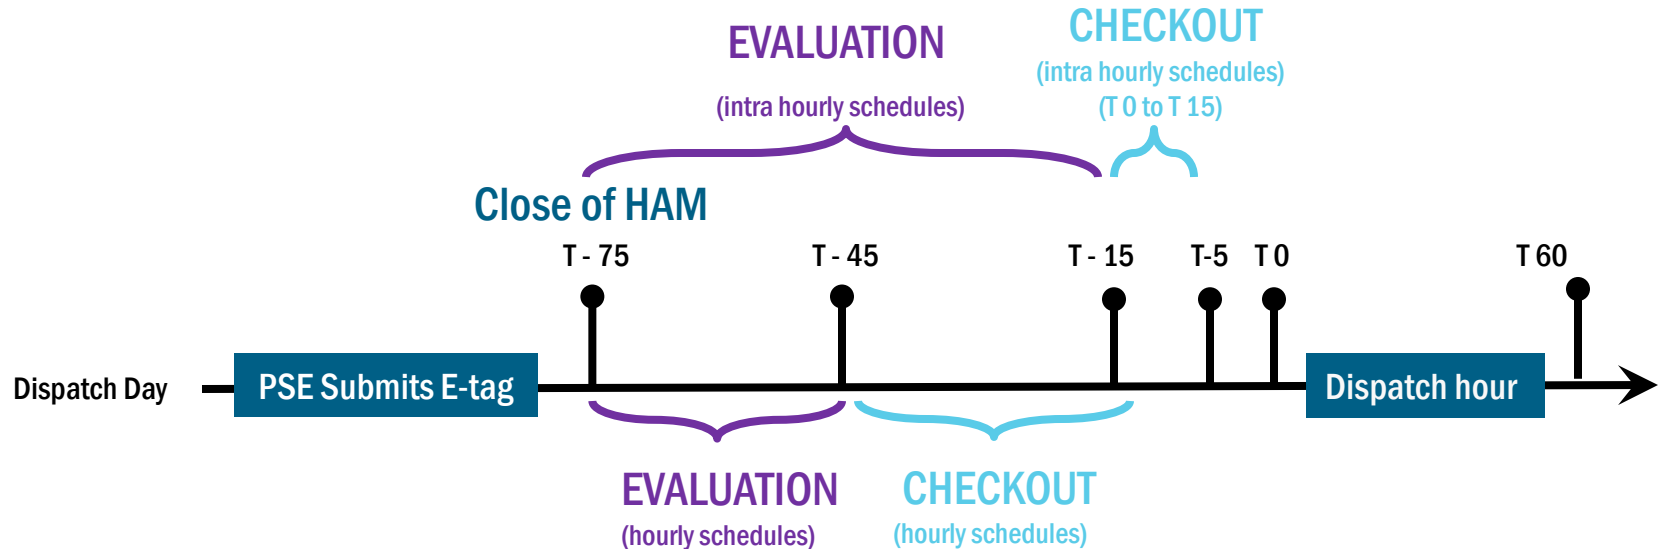 EVALUATION
(intra hourly schedules)
CHECKOUT
(intra hourly schedules)
(T 0 to T 15)
Close of HAM
T - 75
T - 45
T - 15
T-5
T 0
T 60
Dispatch Day
PSE Submits E-tag
Dispatch hour
EVALUATION
(hourly schedules)
CHECKOUT
(hourly schedules)